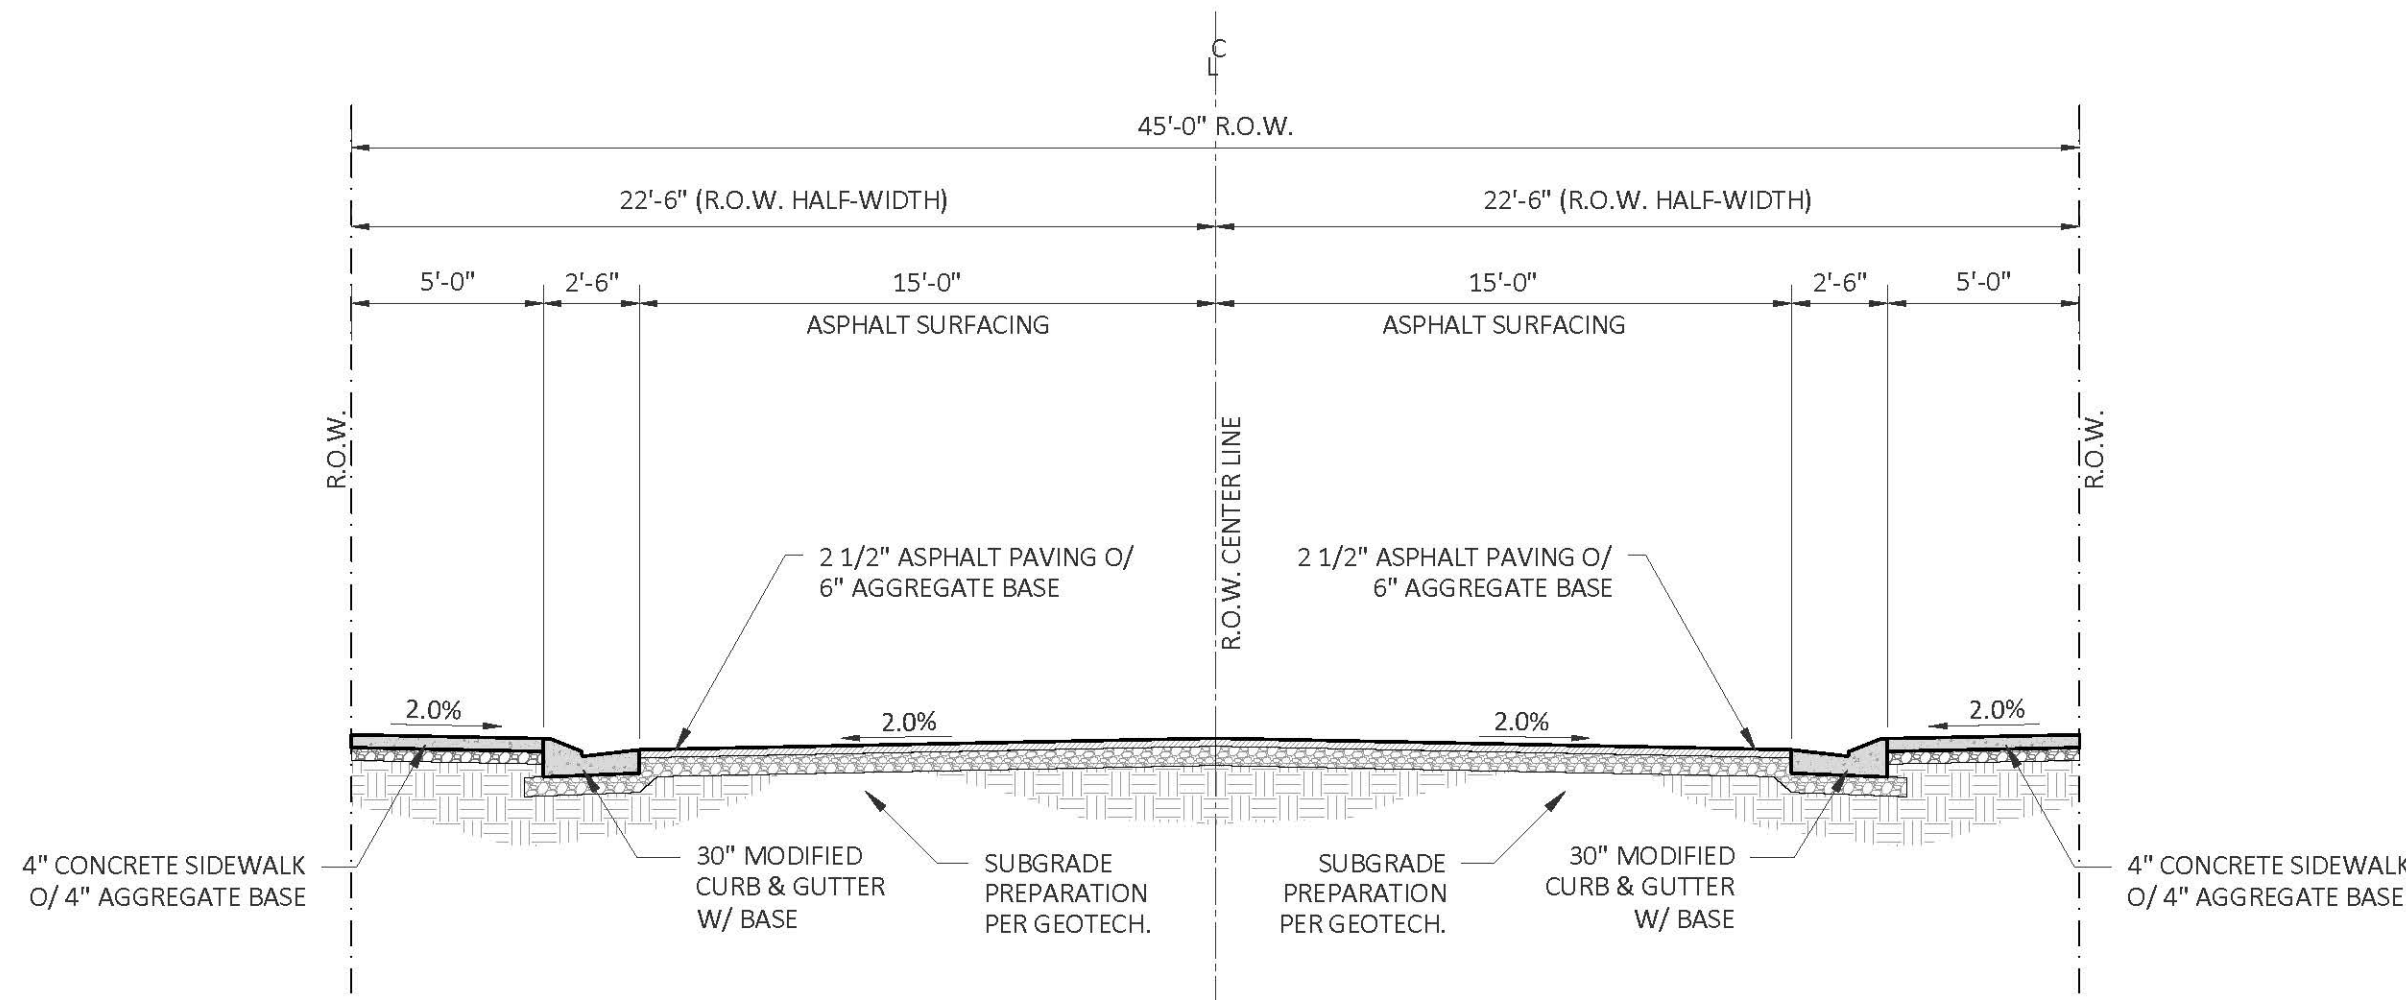 C
L
45'-0" R.O.W.
22'-6" (R.O.W. HALF-WIDTH)
22'-6" (R.O.W. HALF-WIDTH)
5'-0"
2'-6"
15'-0"
15'-0"
2'-6"
5'-0"
ASPHALT SURFACING
ASPHALT SURFACING
R.O.W.
R.O.W. CENTER LINE
R.O.W.
2 1/2" ASPHALT PAVING O/
6" AGGREGATE BASE
2 1/2" ASPHALT PAVING O/
6" AGGREGATE BASE
2.0%
2.0%
2.0%
2.0%
4" CONCRETE SIDEWALK
O/ 4" AGGREGATE BASE
30" MODIFIED
CURB & GUTTER
W/ BASE
SUBGRADE
PREPARATION
PER GEOTECH.
SUBGRADE
PREPARATION
PER GEOTECH.
30" MODIFIED
CURB & GUTTER
W/ BASE
4" CONCRETE SIDEWALK
O/ 4" AGGREGATE BASE